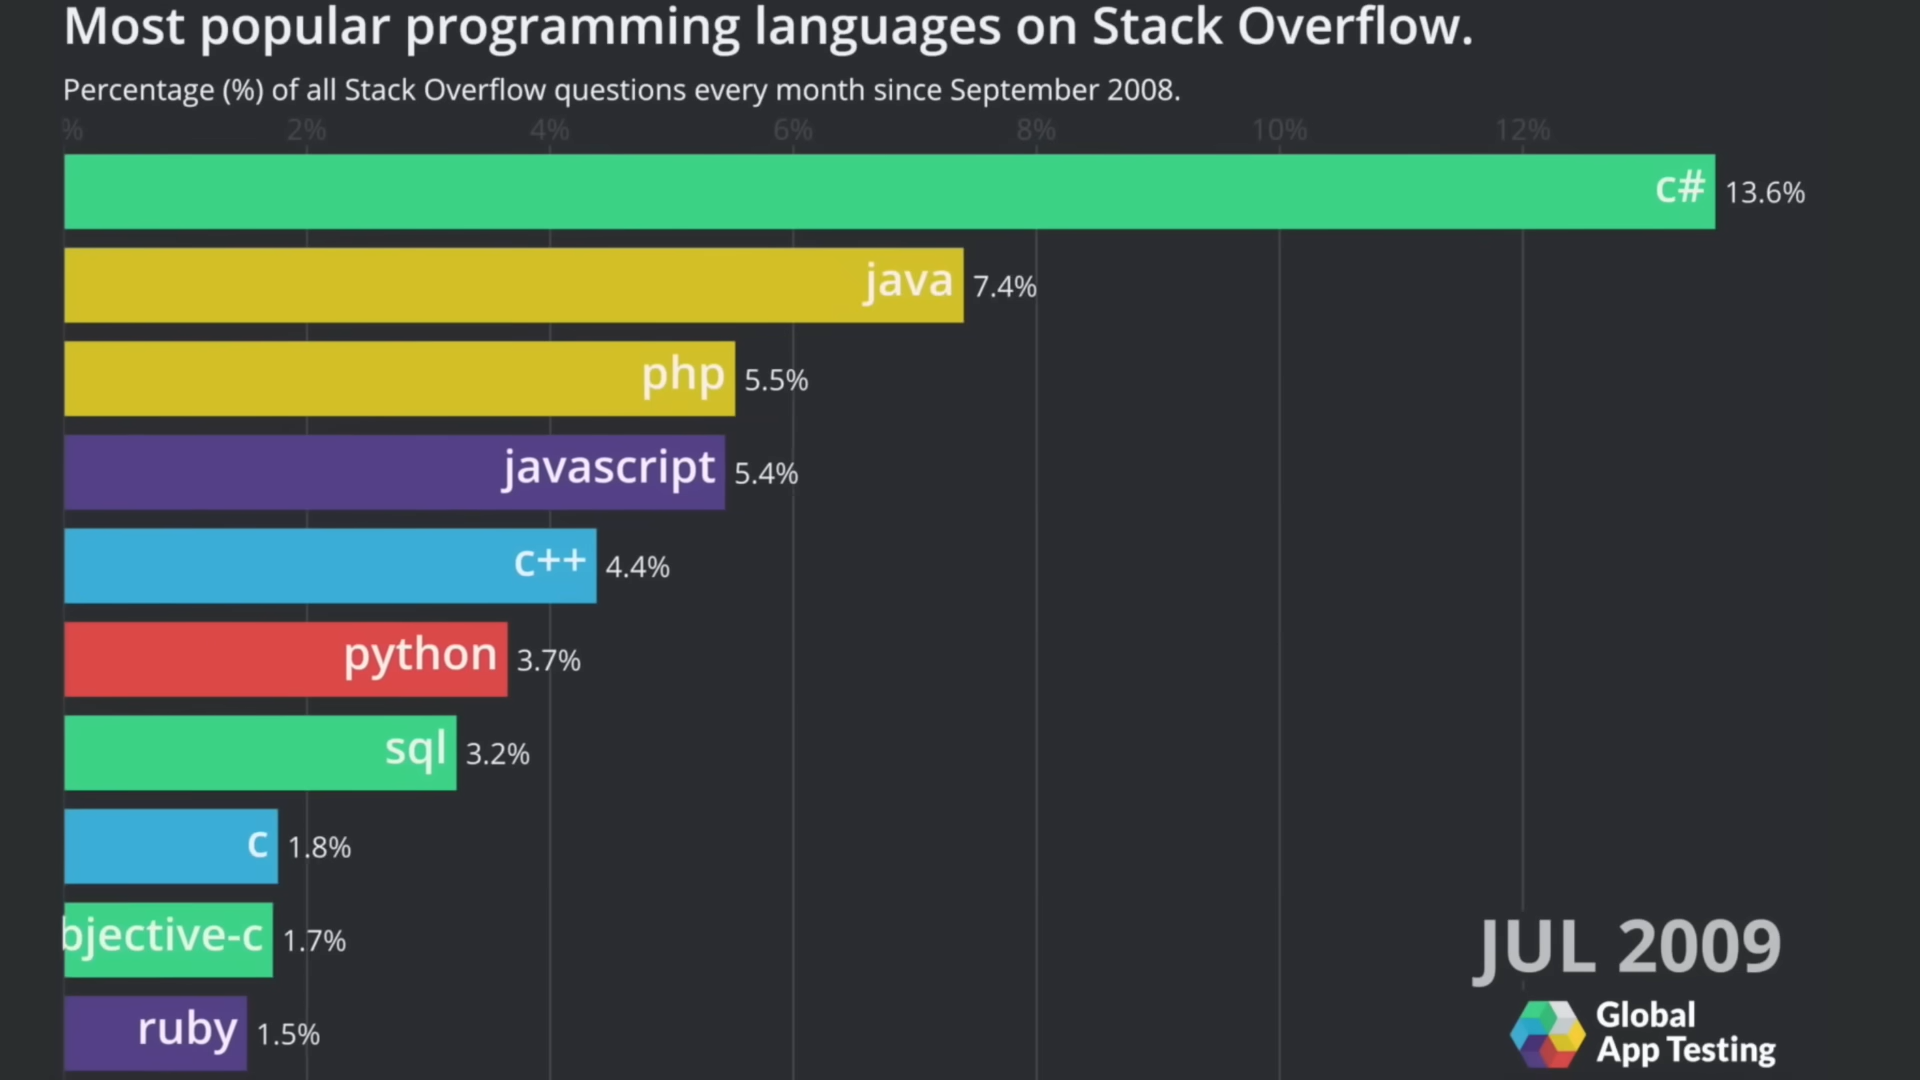 Most popular programming languages on Stack Overflow.
Percentage (%) of all Stack Overflow questions every month since September 2008.
% 2% 4% 6% 8% 10% 12%
c# 13.6%
java 7.4%
php 5.5%
javascript 5.4%
c++ 4.4%
python 3.7%
sql 3.2%
c 1.8%
bjective-c 1.7%
ruby 1.5%
JUL 2009
Global
App Testing